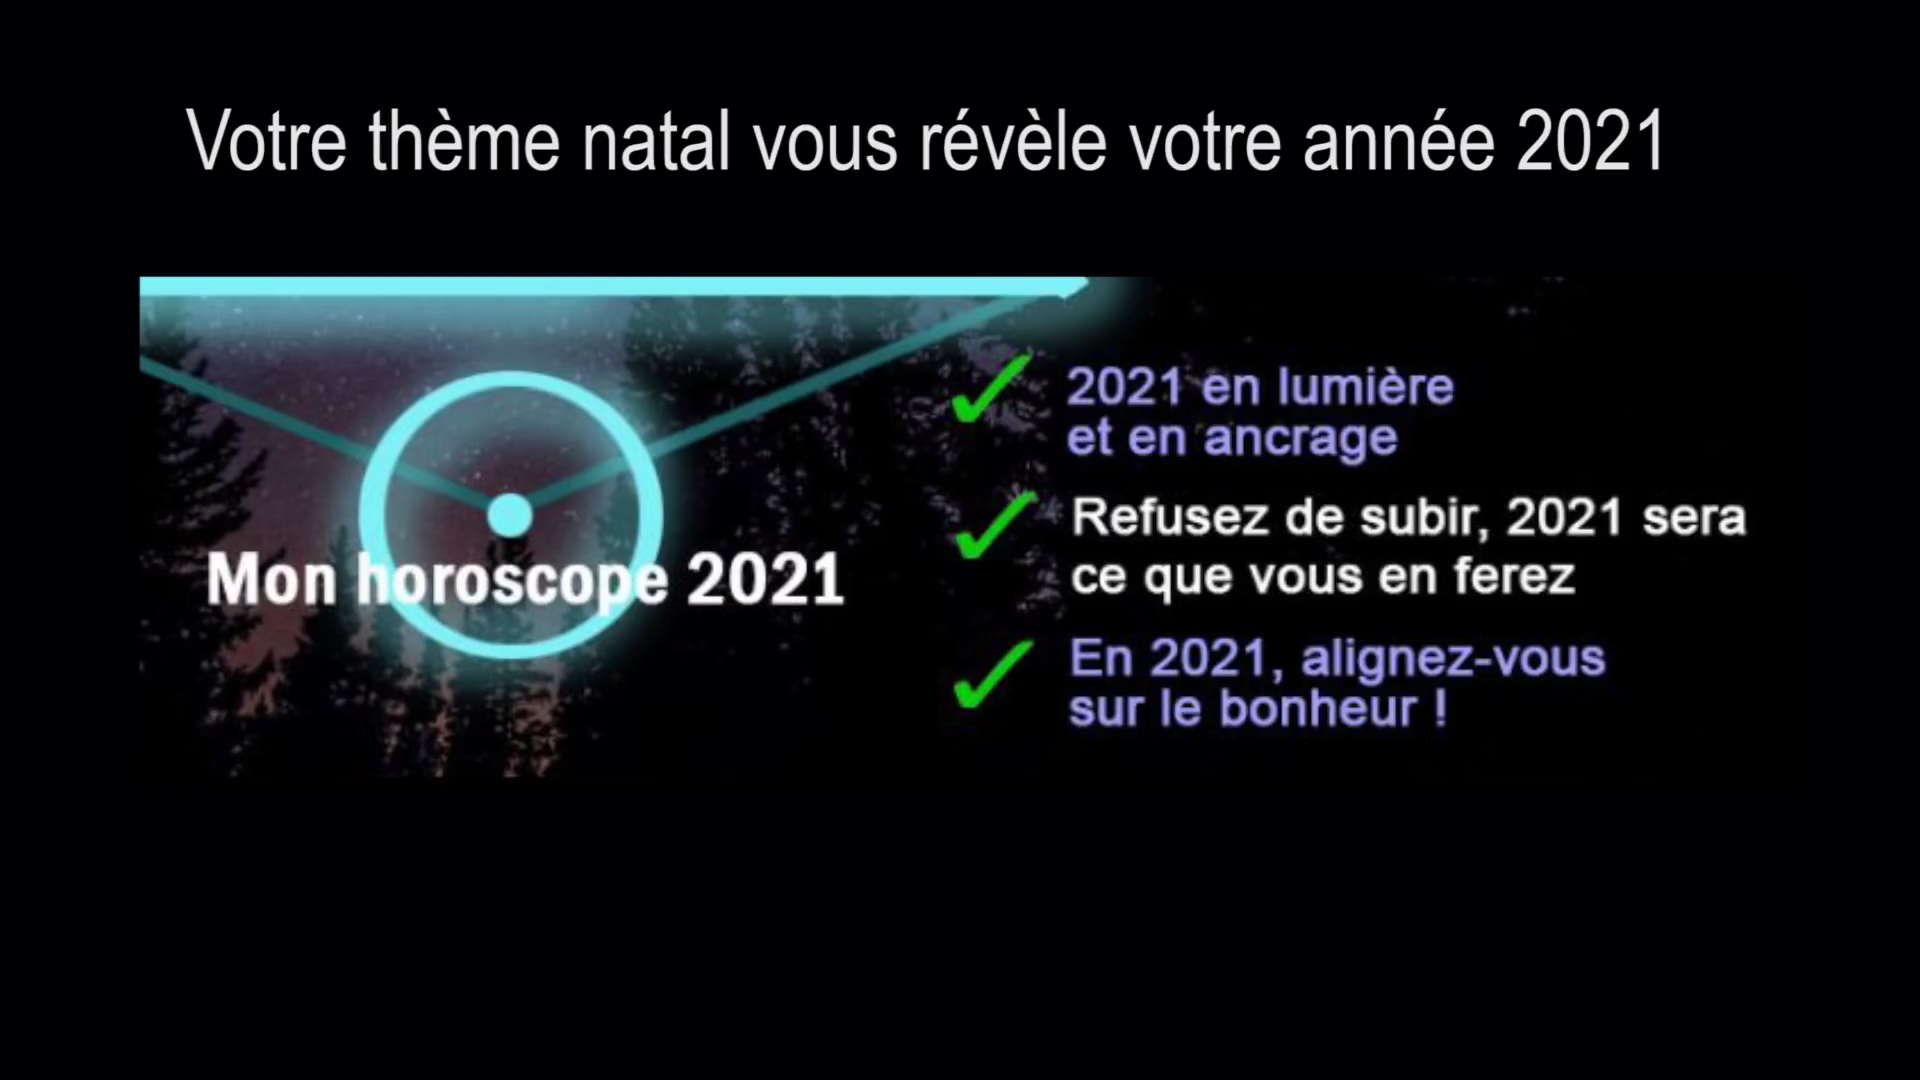 Votre thème natal vous révèle votre année 2021
Mon horoscope 2021
2021 en lumière
et en ancrage
Refusez de subir, 2021 sera
ce que vous en ferez
En 2021, alignez-vous
sur le bonheur !